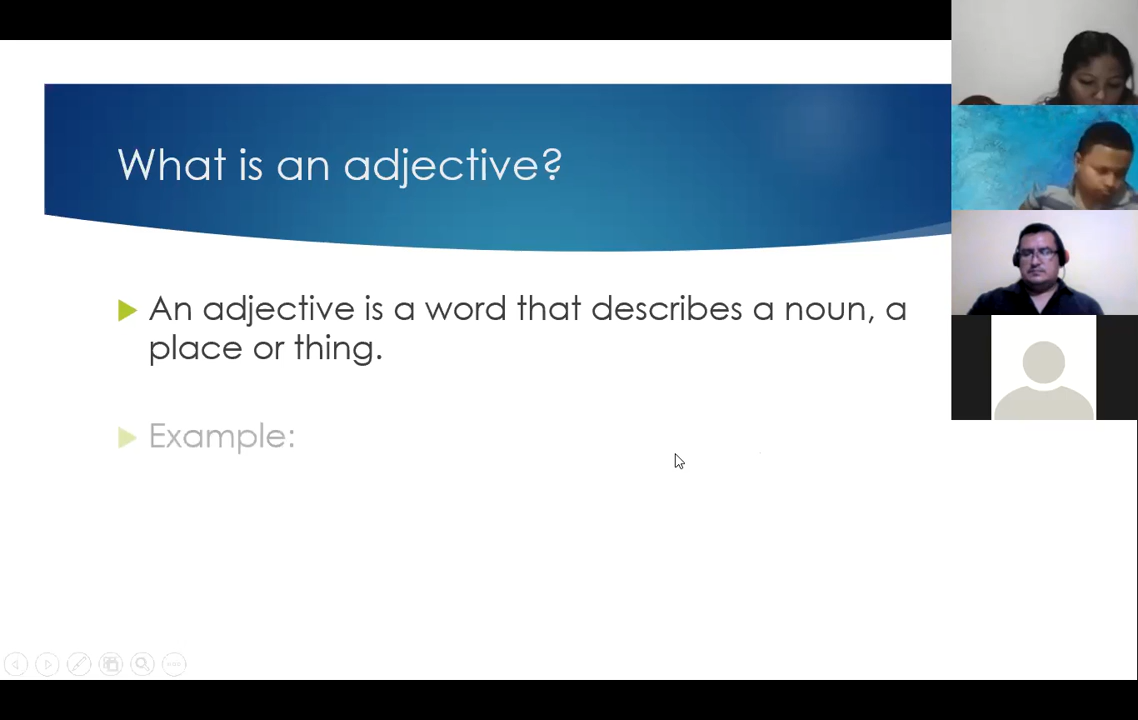 What is an adjective?
An adjective is a word that describes a noun, a
place or thing.
Example: